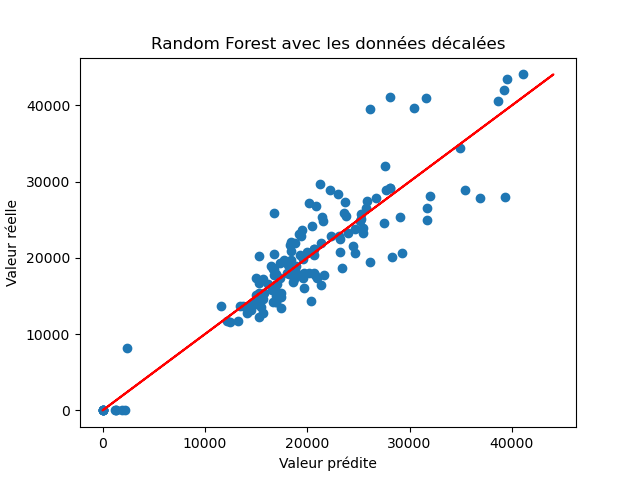 Random Forest avec les données décalées
40000
30000
20000
10000
0
Valeur réelle
0 10000 20000 30000 40000
Valeur prédite